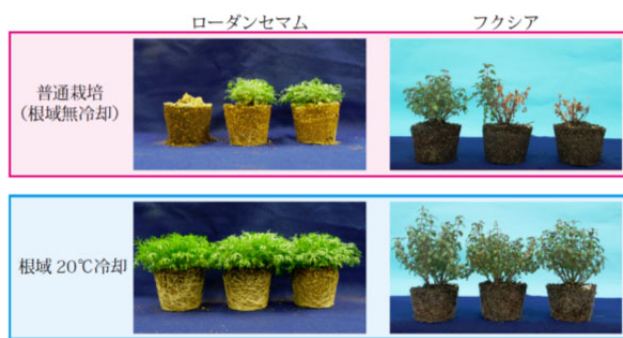 ローダンセマム
フクシア
普通栽培
（根域無冷却）
根域 20℃冷却